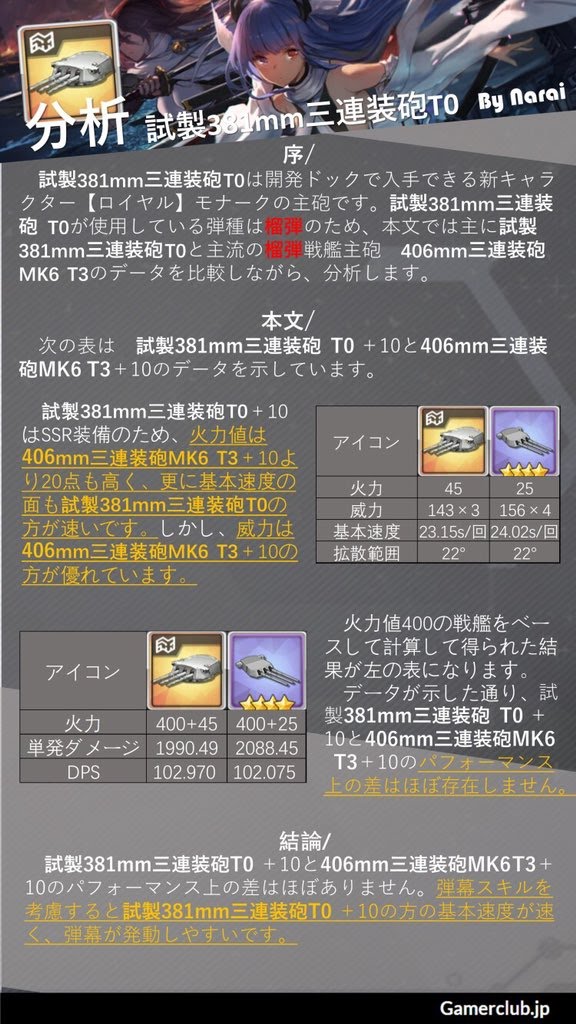 分析 試製381mm三連装砲T0 By Narai
序/
試製381mm三連装砲T0は開発ドックで入手できる新キャラ
クター【ロイヤル】モナークの主砲です。試製381mm三連装
砲 T0が使用している弾種は榴弾のため、本文では主に試製
381mm三連装砲T0と主流の榴弾戦艦主砲　406mm三連装砲
MK6 T3のデータを比較しながら、分析します。
本文/
次の表は　試製381mm三連装砲 T0 ＋10と406mm三連装
砲MK6 T3＋10のデータを示しています。
試製381mm三連装砲T0＋10
はSSR装備のため、火力値は
406mm三連装砲MK6 T3＋10よ
り20点も高く、更に基本速度の
面も試製381mm三連装砲T0の
方が速いです。しかし、威力は
406mm三連装砲MK6 T3＋10の
方が優れています。
アイコン
火力 45 25
威力 143×3 156×4
基本速度 23.15s/回 24.02s/回
拡散範囲 22° 22°
火力値400の戦艦をベー
スして計算して得られた結
果が左の表になります。
データが示した通り、試
製381mm三連装砲 T0 ＋
10と406mm三連装砲MK6
T3＋10のパフォーマンス
上の差はほぼ存在しません。
アイコン
火力 400+45 400+25
単発ダメージ 1990.49 2088.45
DPS 102.970 102.075
結論/
試製381mm三連装砲T0 ＋10と406mm三連装砲MK6T3＋
10のパフォーマンス上の差はほぼありません。弾幕スキルを
考慮すると試製381mm三連装砲T0 ＋10の方の基本速度が速
く、弾幕が発動しやすいです。
Gamerclub.jp